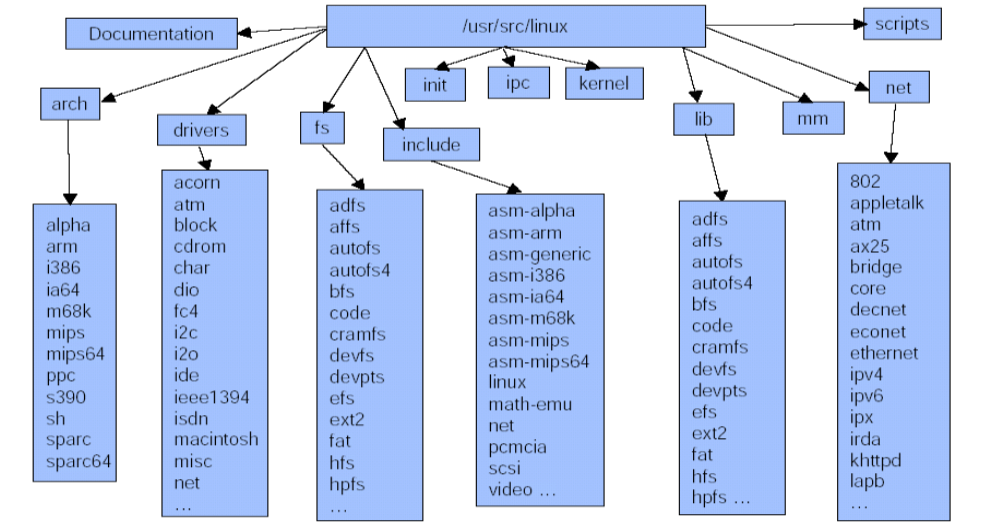 /usr/src/linux
Documentation
scripts
arch
drivers
fs
include
init
ipc
kernel
lib
mm
net
alpha
arm
i386
ia64
m68k
mips
mips64
ppc
s390
sh
sparc
sparc64
acorn
atm
block
cdrom
char
dio
fc4
i2c
i2o
ide
ieee1394
isdn
macintosh
misc
net
...
adfs
affs
autofs
autofs4
bfs
code
cramfs
devfs
devpts
efs
ext2
fat
hfs
hpfs
...
asm-alpha
asm-arm
asm-generic
asm-i386
asm-ia64
asm-m68k
asm-mips
asm-mips64
linux
math-emu
net
pcmcia
scsi
video ...
adfs
affs
autofs
autofs4
bfs
code
cramfs
devfs
devpts
efs
ext2
fat
hfs
hpfs ...
802
appletalk
atm
ax25
bridge
core
decnet
econet
ethernet
ipv4
ipv6
ipx
irda
khttpd
lapb
...